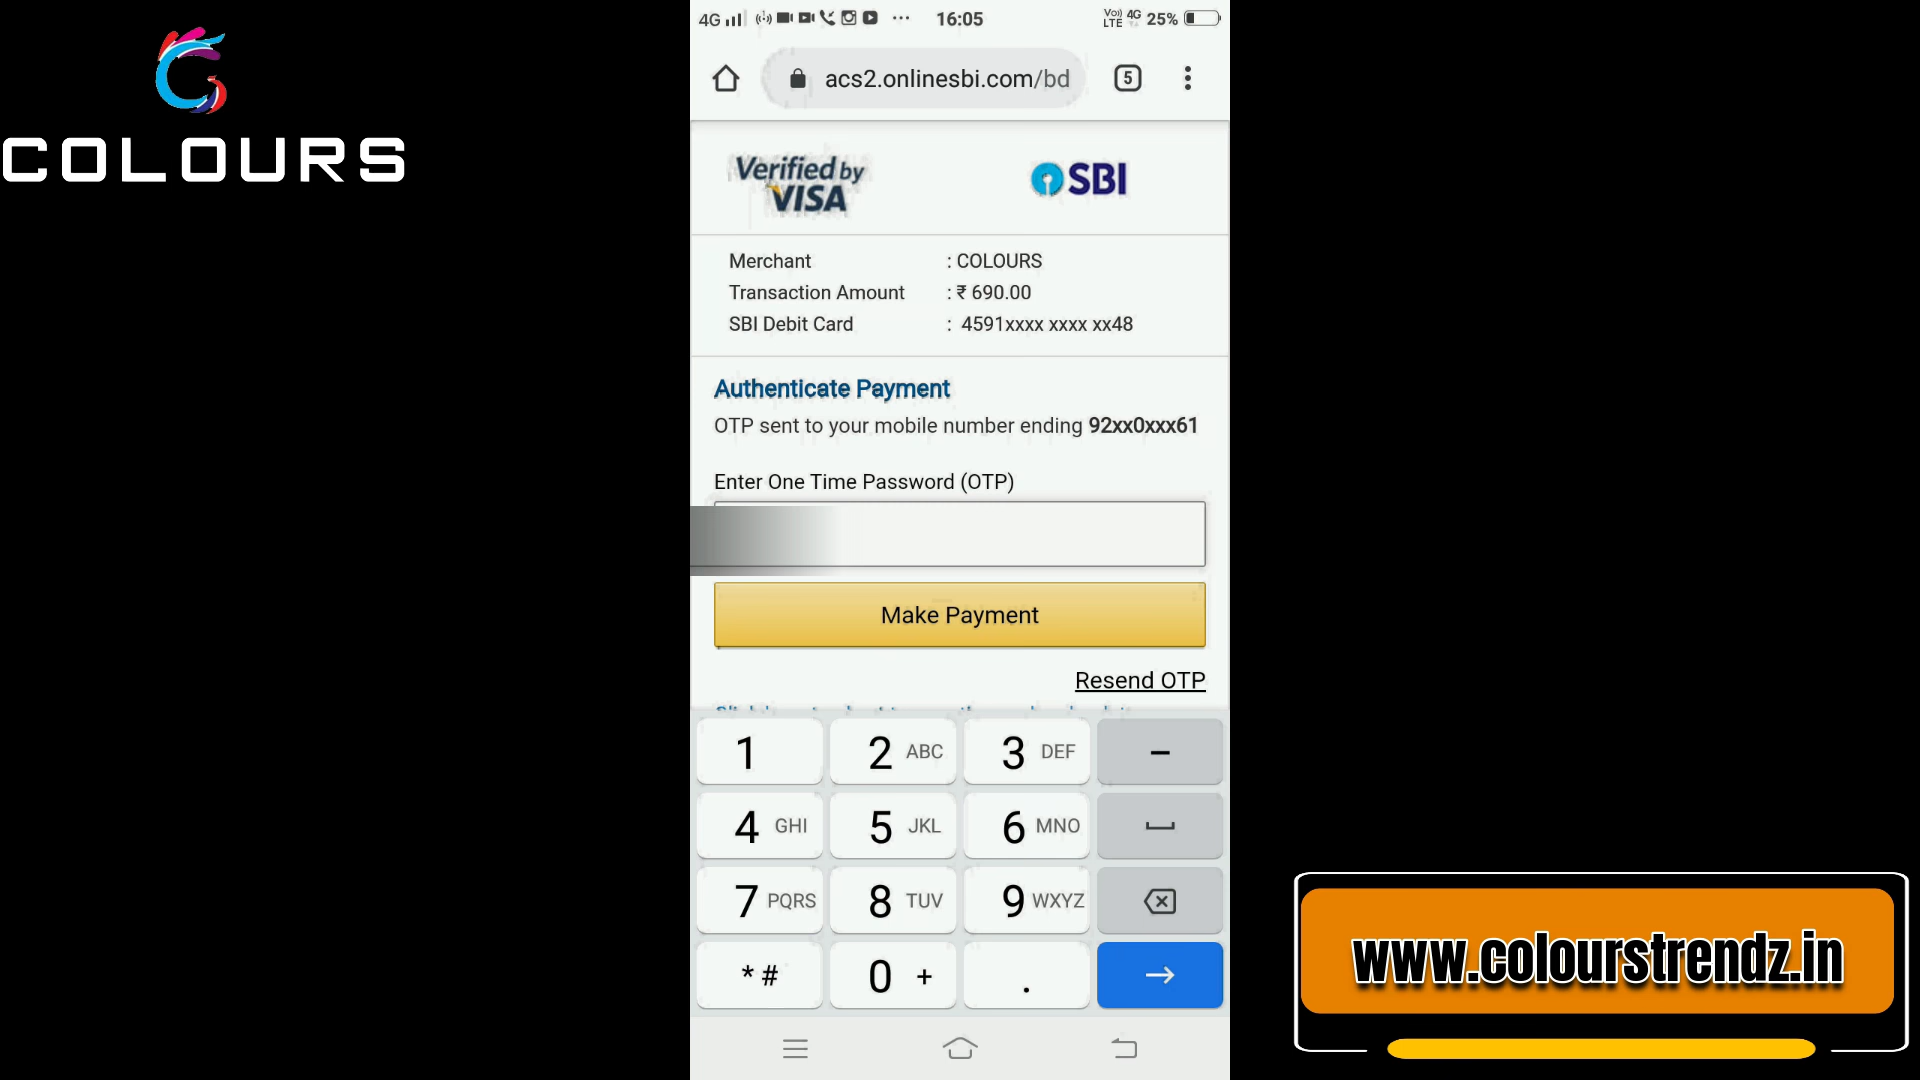 COLOURS
4G 16:05 Vo) LTE 4G 25%
acs2.onlinesbi.com/bd 5
Verified by VISA SBI
Merchant : COLOURS
Transaction Amount : ₹ 690.00
SBI Debit Card : 4591xxxx xxxx xx48
Authenticate Payment
OTP sent to your mobile number ending 92xx0xxx61
Enter One Time Password (OTP)
Make Payment
Resend OTP
1 2 ABC 3 DEF –
4 GHI 5 JKL 6 MNO
7 PQRS 8 TUV 9 WXYZ
* # 0 + .
www.colourstrendz.in